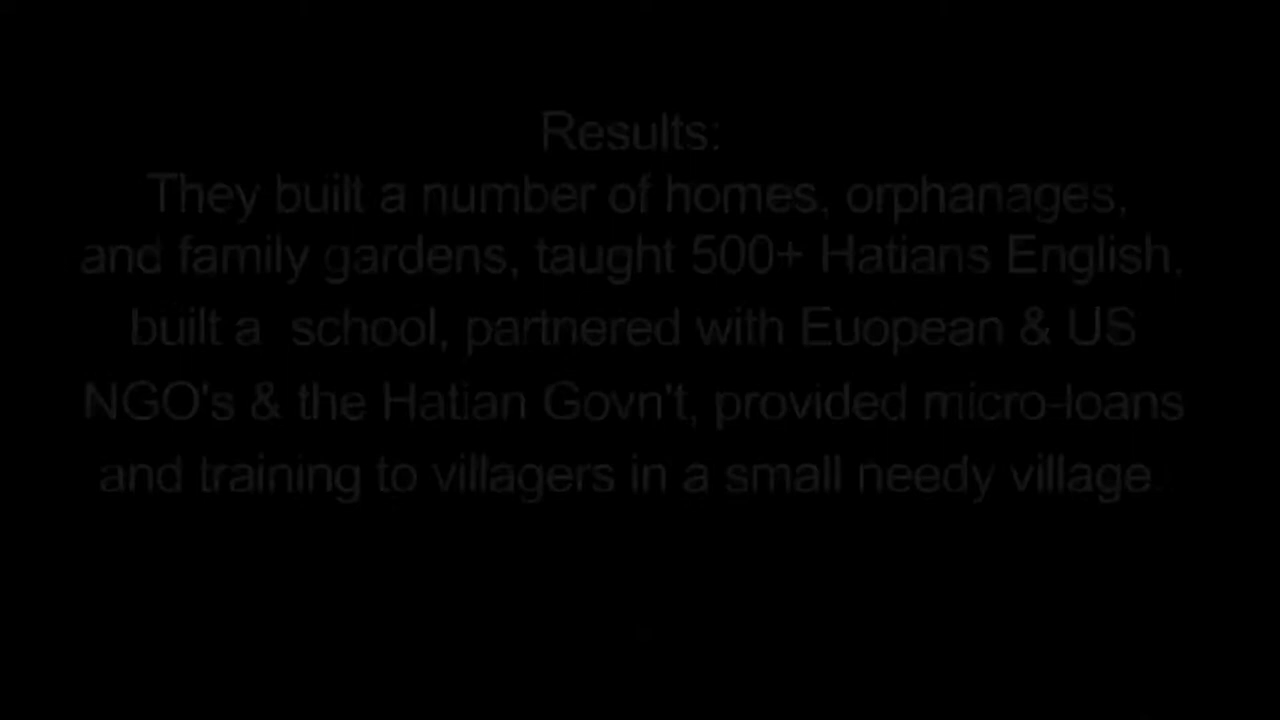 Results:
They built a number of homes, orphanages,
and family gardens, taught 500+ Hatians English,
built a  school, partnered with Euopean & US
NGO's & the Hatian Govn't, provided micro-loans
and training to villagers in a small needy village.